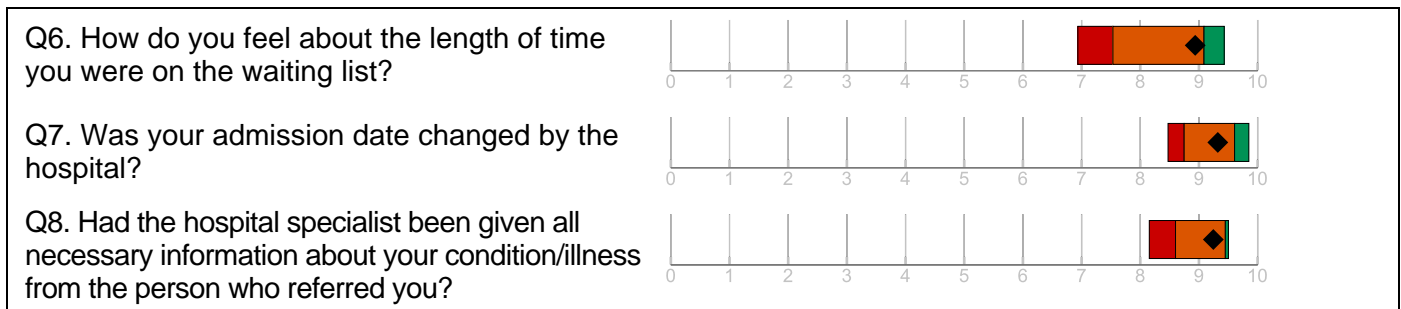 Q6. How do you feel about the length of time
you were on the waiting list?
0 1 2 3 4 5 6 7 8 9 10
Q7. Was your admission date changed by the
hospital?
0 1 2 3 4 5 6 7 8 9 10
Q8. Had the hospital specialist been given all
necessary information about your condition/illness
from the person who referred you?
0 1 2 3 4 5 6 7 8 9 10